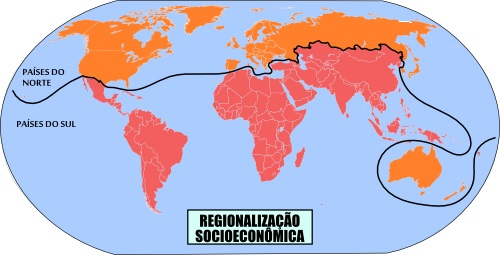 PAÍSES DO
NORTE
PAÍSES DO SUL
REGIONALIZAÇÃO
SOCIOECONÔMICA